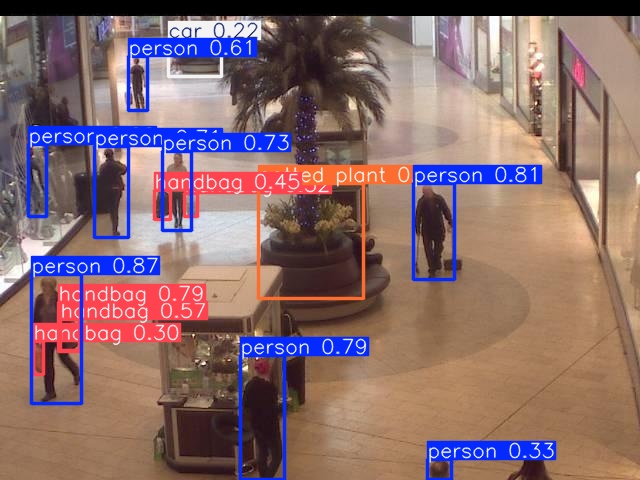 car 0.22
person 0.61
person 0.73
handbag 0.45
person 0.81
person 0.87
handbag 0.79
handbag 0.57
handbag 0.30
person 0.79
person 0.33